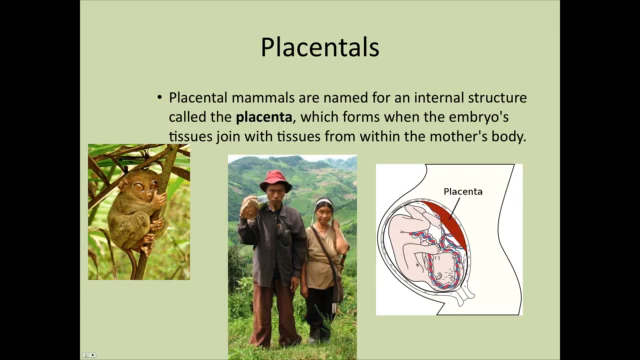 Placentals
• Placental mammals are named for an internal structure
called the placenta, which forms when the embryo's
tissues join with tissues from within the mother's body.
Placenta